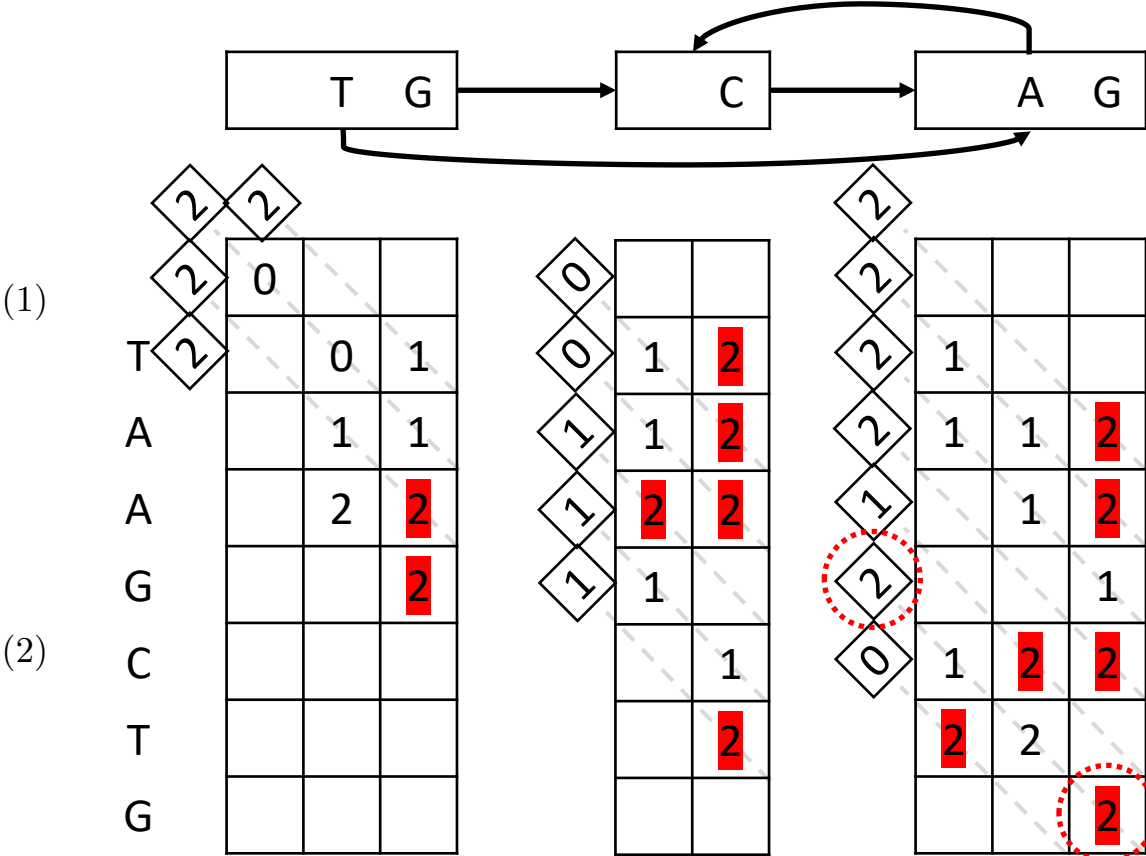 T G C A G
2 2 2
2 0 0 2
(1)
T 2 0 1 0 1 2 2 1
A 1 1 1 1 2 2 1 1 2
A 2 2 1 2 2 1 1 2
G 2 1 1 2 1
(2)
C 1 0 1 2 2
T 2 2 2
G 2